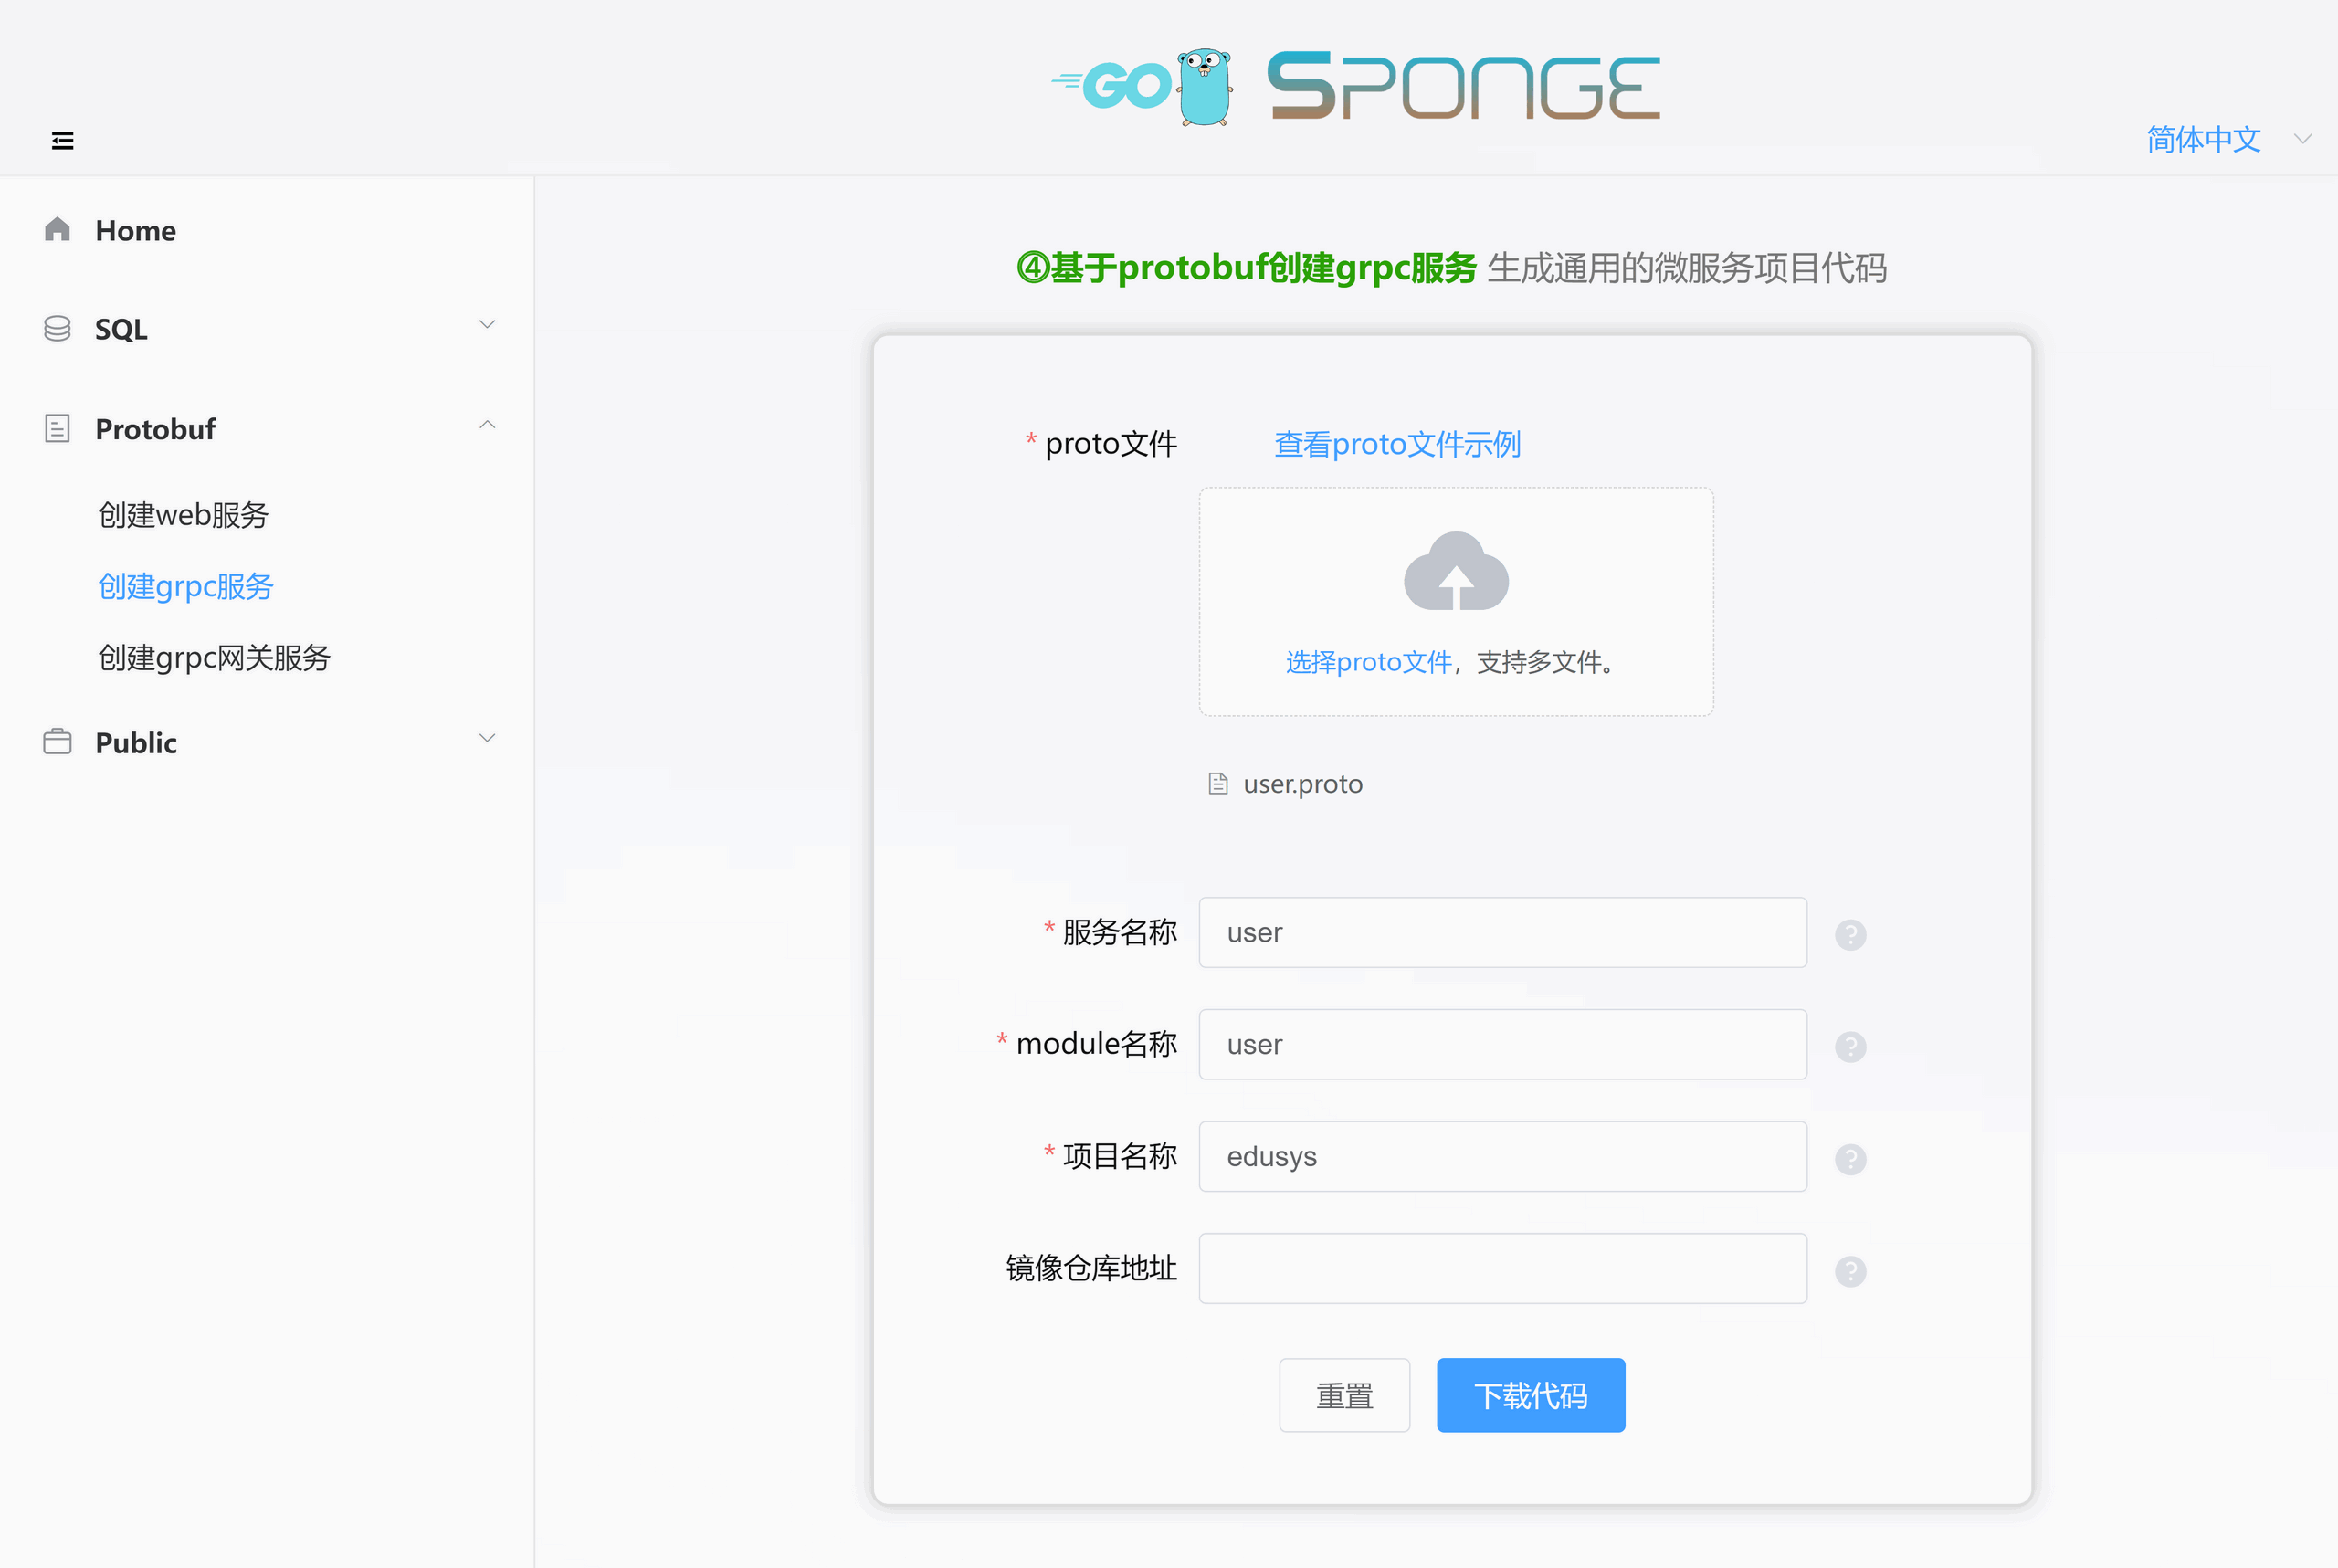 GO SPONGE
简体中文
Home
SQL
Protobuf
创建web服务
创建grpc服务
创建grpc网关服务
Public
④基于protobuf创建grpc服务 生成通用的微服务项目代码
* proto文件 查看proto文件示例
选择proto文件，支持多文件。
user.proto
* 服务名称 user ?
* module名称 user ?
* 项目名称 edusys ?
镜像仓库地址 ?
重置 下载代码